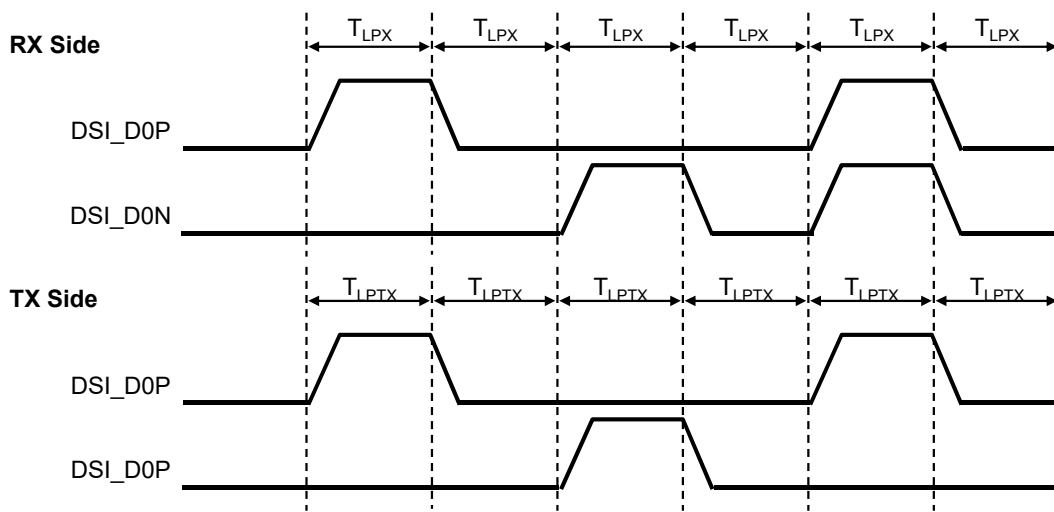 T_LPX T_LPX T_LPX T_LPX T_LPX T_LPX
RX Side
DSI_D0P
DSI_D0N
T_LPTX T_LPTX T_LPTX T_LPTX T_LPTX T_LPTX
TX Side
DSI_D0P
DSI_D0P